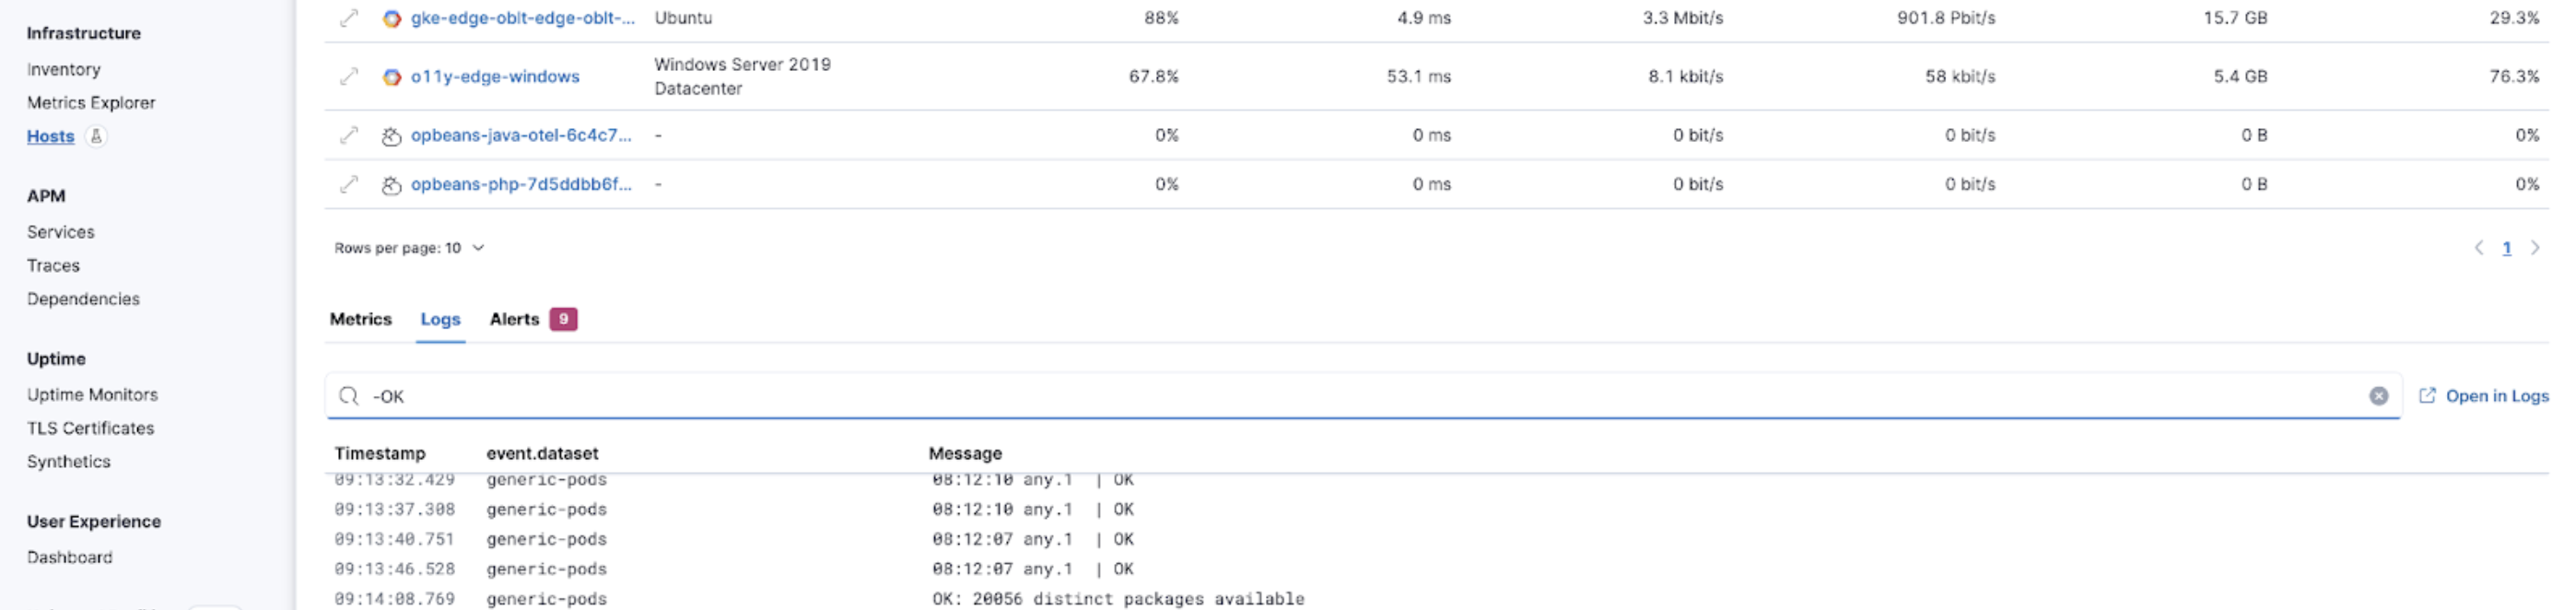 Infrastructure
Inventory
Metrics Explorer
Hosts
APM
Services
Traces
Dependencies
Uptime
Uptime Monitors
TLS Certificates
Synthetics
User Experience
Dashboard
gke-edge-oblt-edge-oblt-... Ubuntu 88% 4.9 ms 3.3 Mbit/s 901.8 Pbit/s 15.7 GB 29.3%
o11y-edge-windows Windows Server 2019 Datacenter 67.8% 53.1 ms 8.1 kbit/s 58 kbit/s 5.4 GB 76.3%
opbeans-java-otel-6c4c7... - 0% 0 ms 0 bit/s 0 bit/s 0 B 0%
opbeans-php-7d5ddbb6f... - 0% 0 ms 0 bit/s 0 bit/s 0 B 0%
Rows per page: 10 1
Metrics Logs Alerts 9
-OK Open in Logs
Timestamp event.dataset Message
09:13:32.429 generic-pods 08:12:10 any.1 | OK
09:13:37.308 generic-pods 08:12:10 any.1 | OK
09:13:40.751 generic-pods 08:12:07 any.1 | OK
09:13:46.528 generic-pods 08:12:07 any.1 | OK
09:14:08.769 generic-pods OK: 20056 distinct packages available